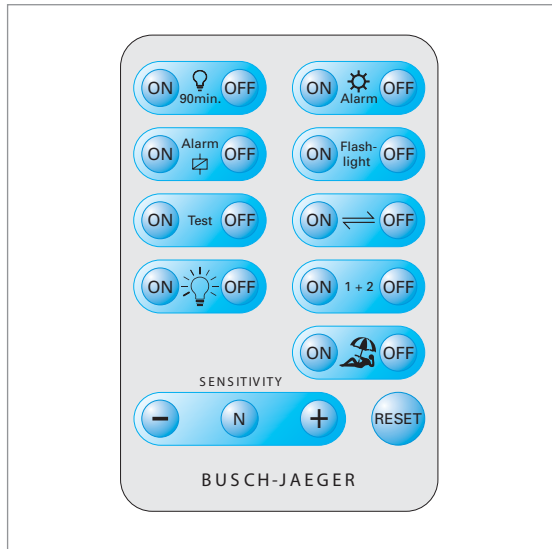 ON 90min. OFF
ON Alarm OFF
ON Alarm OFF
ON Flash-
light OFF
ON Test OFF
ON OFF
ON OFF
ON 1 + 2 OFF
ON OFF
SENSITIVITY
− N + RESET
BUSCH-JAEGER